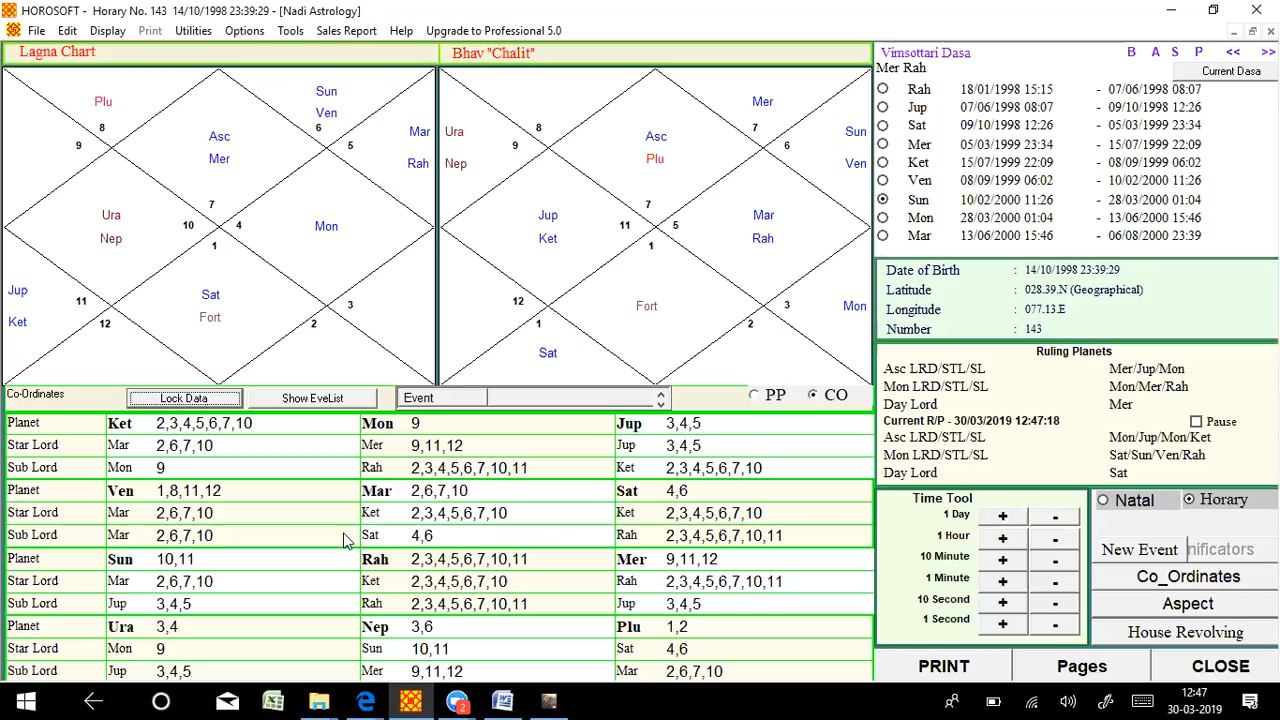 HOROSOFT - Horary No. 143 14/10/1998 23:39:29 - [Nadi Astrology]
File Edit Display Print Utilities Options Tools Sales Report Help Upgrade to Professional 5.0
Lagna Chart
Plu
8
9
Asc
Mer
Sun
Ven
6
5
Mar
Rah
Ura
Nep
7
10
4
1
Mon
Jup
Ket
11
12
Sat
Fort
3
2
Bhav "Chalit"
Ura
Nep
8
9
Asc
Plu
Mer
7
6
Sun
Ven
Jup
Ket
7
11
5
1
Mar
Rah
12
1
Sat
Fort
3
2
Mon
Vimsottari Dasa B A S P << >>
Mer Rah Current Dasa
Rah 18/01/1998 15:15 - 07/06/1998 08:07
Jup 07/06/1998 08:07 - 09/10/1998 12:26
Sat 09/10/1998 12:26 - 05/03/1999 23:34
Mer 05/03/1999 23:34 - 15/07/1999 22:09
Ket 15/07/1999 22:09 - 08/09/1999 06:02
Ven 08/09/1999 06:02 - 10/02/2000 11:26
Sun 10/02/2000 11:26 - 28/03/2000 01:04
Mon 28/03/2000 01:04 - 13/06/2000 15:46
Mar 13/06/2000 15:46 - 06/08/2000 23:39
Date of Birth : 14/10/1998 23:39:29
Latitude : 028.39.N (Geographical)
Longitude : 077.13.E
Number : 143
Ruling Planets
Asc LRD/STL/SL Mer/Jup/Mon
Mon LRD/STL/SL Mon/Mer/Rah
Day Lord Mer
Current R/P - 30/03/2019 12:47:18 Pause
Asc LRD/STL/SL Mon/Jup/Mon/Ket
Mon LRD/STL/SL Sat/Sun/Ven/Rah
Day Lord Sat
Co-Ordinates Lock Data Show EveList Event PP CO
Planet Ket 2,3,4,5,6,7,10 Mon 9 Jup 3,4,5
Star Lord Mar 2,6,7,10 Mer 9,11,12 Jup 3,4,5
Sub Lord Mon 9 Rah 2,3,4,5,6,7,10,11 Ket 2,3,4,5,6,7,10
Planet Ven 1,8,11,12 Mar 2,6,7,10 Sat 4,6
Star Lord Mar 2,6,7,10 Ket 2,3,4,5,6,7,10 Ket 2,3,4,5,6,7,10
Sub Lord Mar 2,6,7,10 Sat 4,6 Rah 2,3,4,5,6,7,10,11
Planet Sun 10,11 Rah 2,3,4,5,6,7,10,11 Mer 9,11,12
Star Lord Mar 2,6,7,10 Ket 2,3,4,5,6,7,10 Rah 2,3,4,5,6,7,10,11
Sub Lord Jup 3,4,5 Rah 2,3,4,5,6,7,10,11 Jup 3,4,5
Planet Ura 3,4 Nep 3,6 Plu 1,2
Star Lord Mon 9 Sun 10,11 Sat 4,6
Sub Lord Jup 3,4,5 Mer 9,11,12 Mar 2,6,7,10
Time Tool
1 Day + -
1 Hour + -
10 Minute + -
1 Minute + -
10 Second + -
1 Second + -
Natal Horary
New Event nificators
Co_Ordinates
Aspect
House Revolving
PRINT Pages CLOSE
2
12:47
30-03-2019